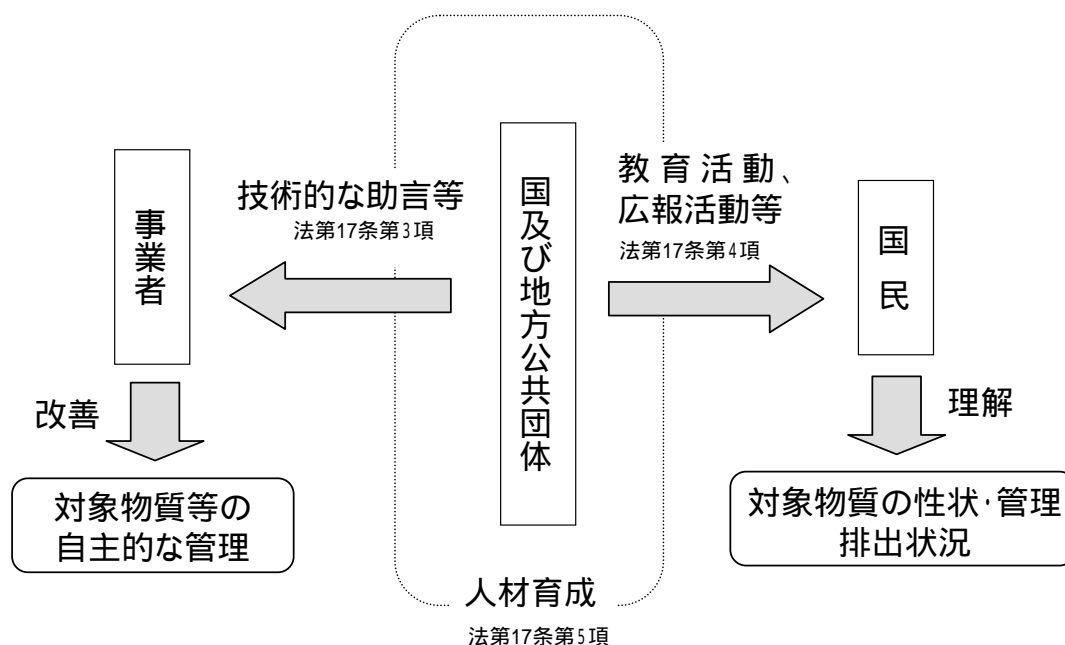 事業者
技術的な助言等
法第17条第3項
国及び地方公共団体
教育活動、
広報活動等
法第17条第4項
国民
改善
対象物質等の
自主的な管理
理解
対象物質の性状・管理
排出状況
人材育成
法第17条第5項